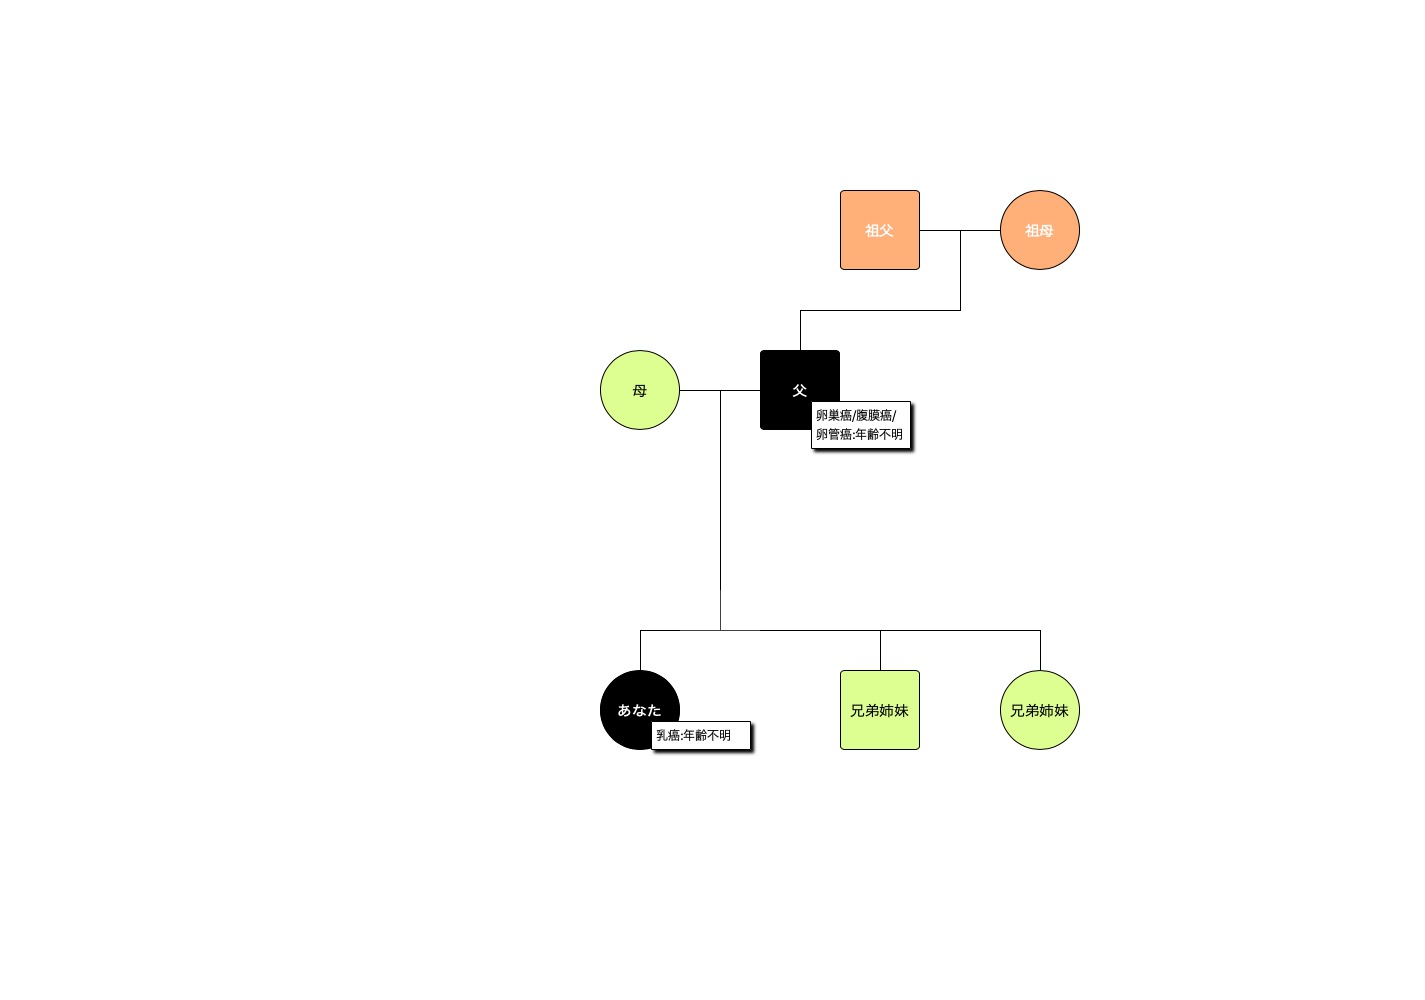 祖父
祖母
母
父
卵巣癌/腹膜癌/
卵管癌:年齢不明
あなた
乳癌:年齢不明
兄弟姉妹
兄弟姉妹